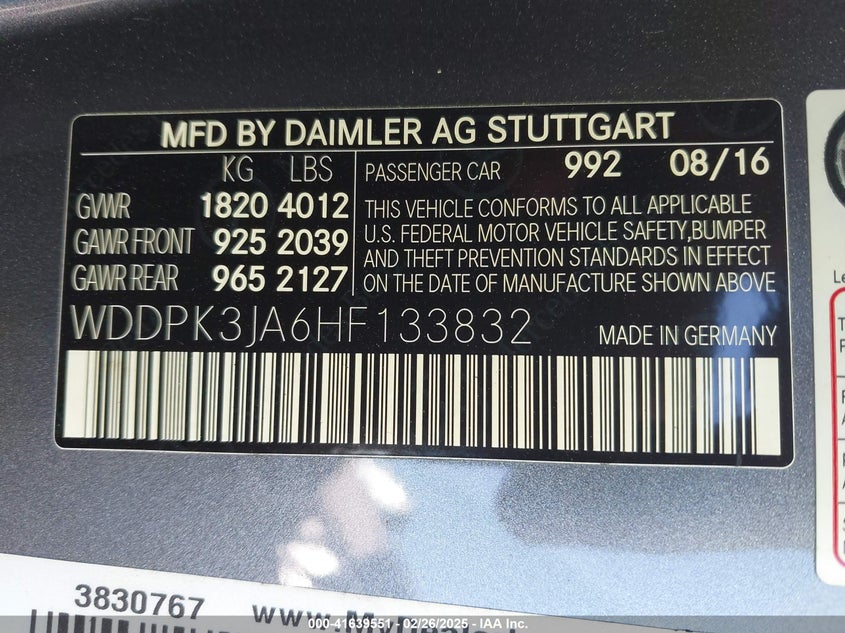 MFD BY DAIMLER AG STUTTGART
KG LBS
GVWR 1820 4012
GAWR FRONT 925 2039
GAWR REAR 965 2127
PASSENGER CAR 992 08/16
THIS VEHICLE CONFORMS TO ALL APPLICABLE
U.S. FEDERAL MOTOR VEHICLE SAFETY,BUMPER
AND THEFT PREVENTION STANDARDS IN EFFECT
ON THE DATE OF MANUFACTURE SHOWN ABOVE
WDDPK3JA6HF133832 MADE IN GERMANY
3830767
000-41639551 - 02/26/2025 - IAA Inc.